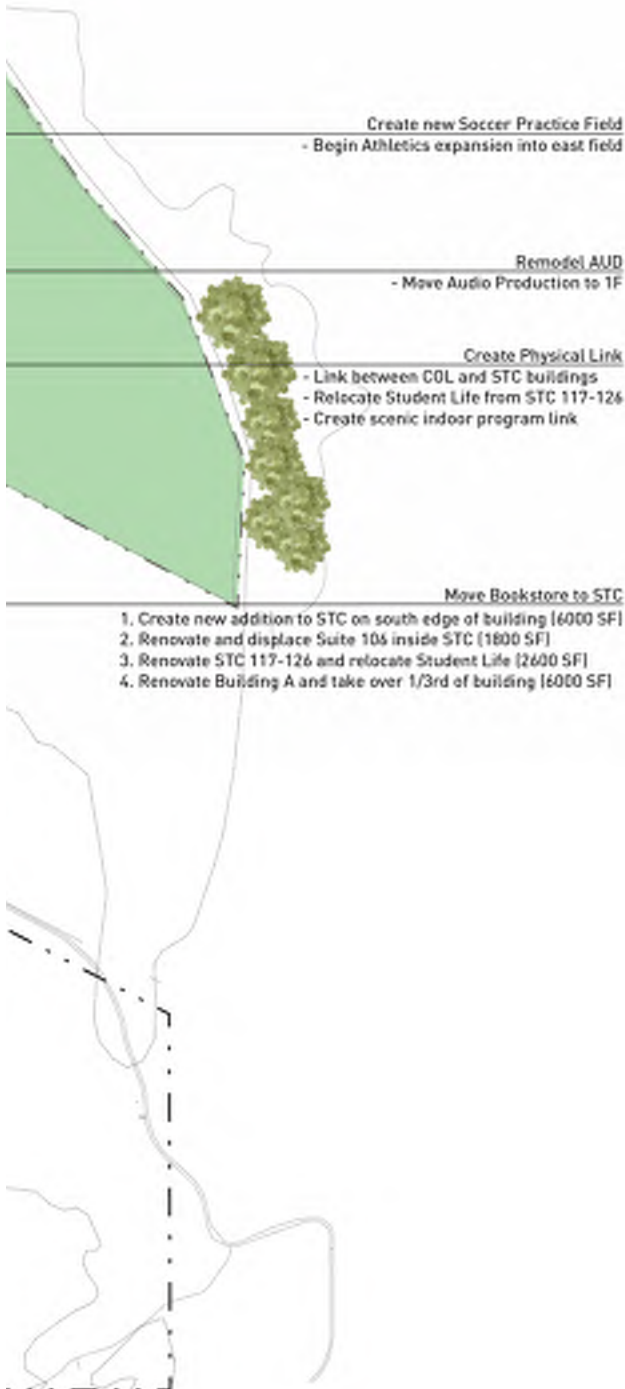 Create new Soccer Practice Field
- Begin Athletics expansion into east field
Remodel AUD
- Move Audio Production to 1F
Create Physical Link
- Link between COL and STC buildings
- Relocate Student Life from STC 117-126
- Create scenic indoor program link
Move Bookstore to STC
1. Create new addition to STC on south edge of building (6000 SF)
2. Renovate and displace Suite 106 inside STC (1800 SF)
3. Renovate STC 117-126 and relocate Student Life (2600 SF)
4. Renovate Building A and take over 1/3rd of building (6000 SF)